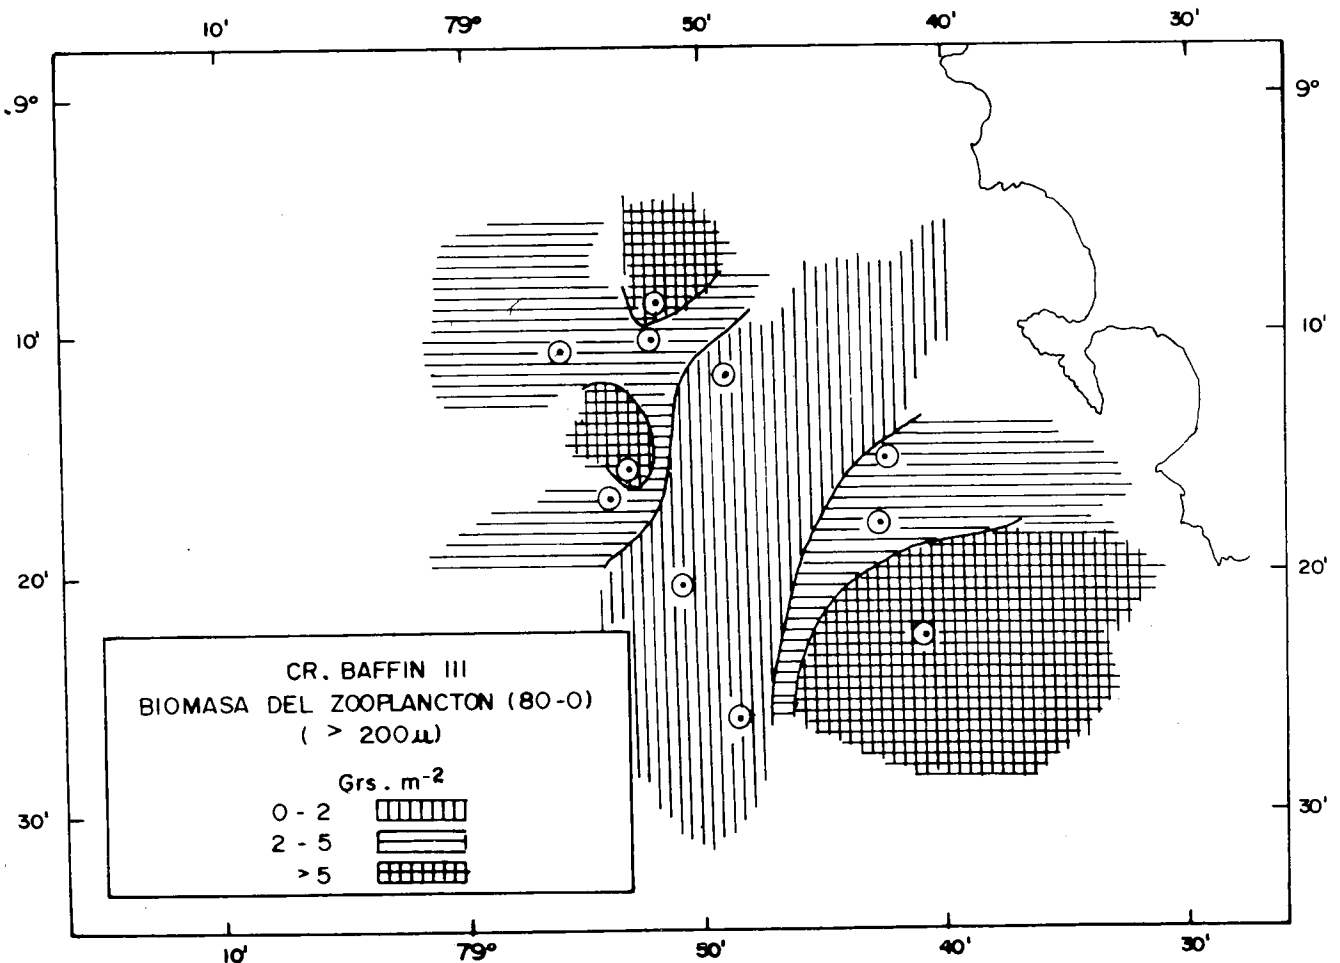 10' 79° 50' 40' 30'
9° 9°
10' 10'
20' 20'
CR. BAFFIN III
BIOMASA DEL ZOOPLANCTON (80-0)
( > 200µ)
Grs. m⁻²
0-2
2-5
>5
30' 30'
10' 79° 50' 40' 30'